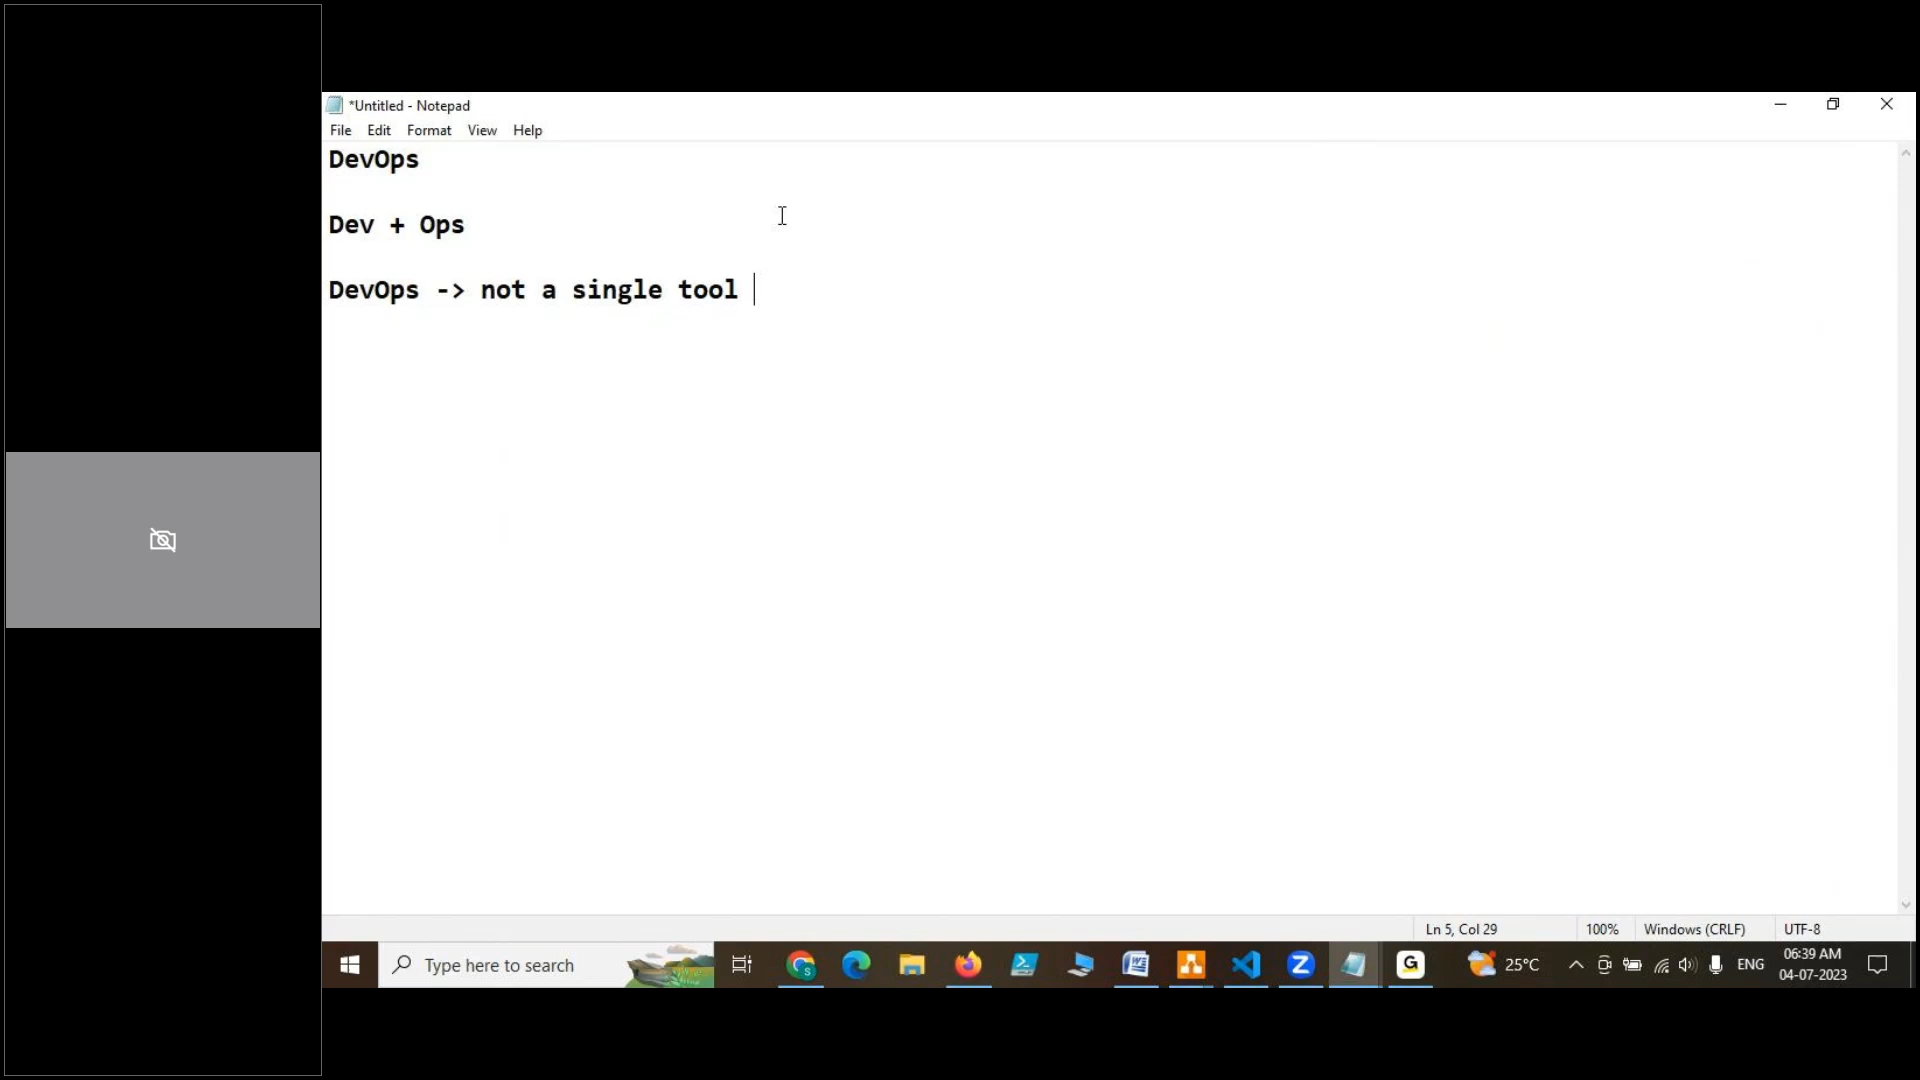 *Untitled - Notepad
File Edit Format View Help
DevOps
Dev + Ops
DevOps -> not a single tool
Ln 5, Col 29 100% Windows (CRLF) UTF-8
Type here to search
25°C ENG 06:39 AM
04-07-2023